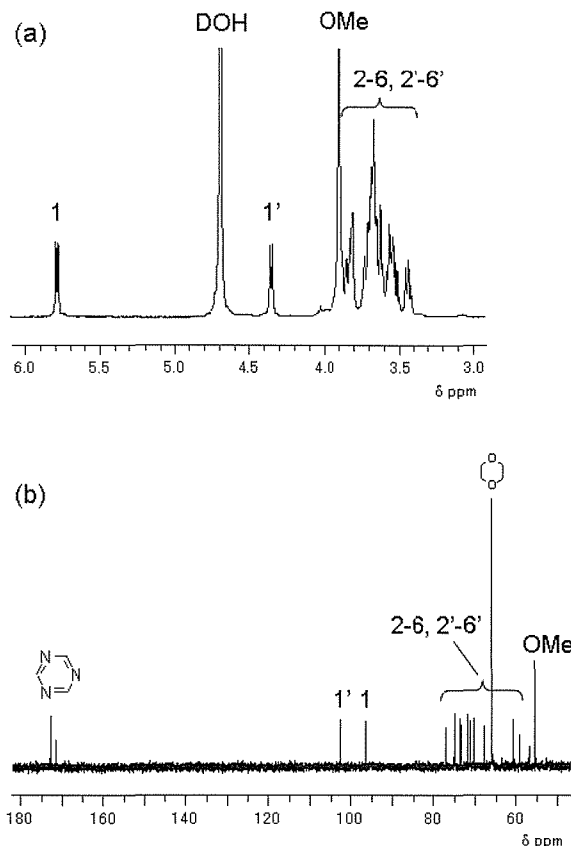 (a)
DOH
OMe
2-6, 2'-6'
1
1'
6.0 5.5 5.0 4.5 4.0 3.5 3.0
δ ppm
(b)
O
O
2-6, 2'-6'
OMe
N
N
N
1' 1
180 160 140 120 100 80 60
δ ppm